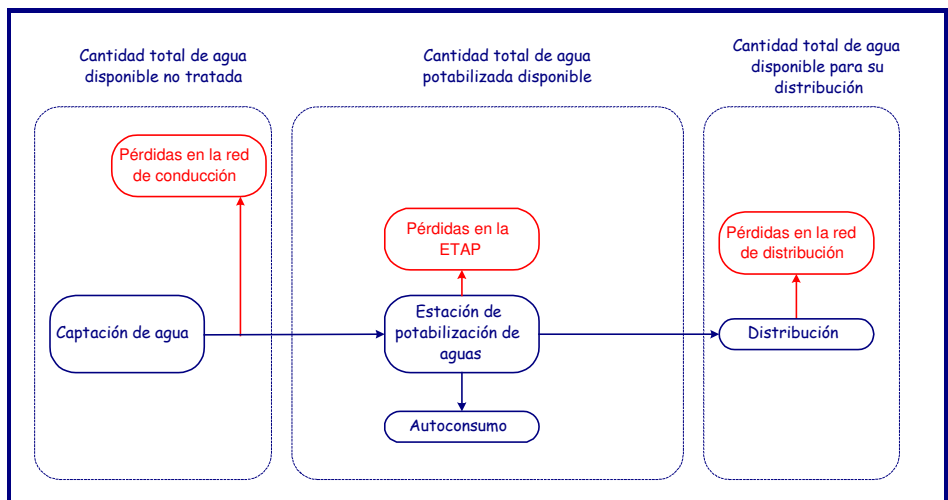 Cantidad total de agua
disponible no tratada
Cantidad total de agua
potabilizada disponible
Cantidad total de agua
disponible para su
distribución
Pérdidas en la red
de conducción
Pérdidas en la
ETAP
Pérdidas en la red
de distribución
Captación de agua
Estación de
potabilización de
aguas
Distribución
Autoconsumo